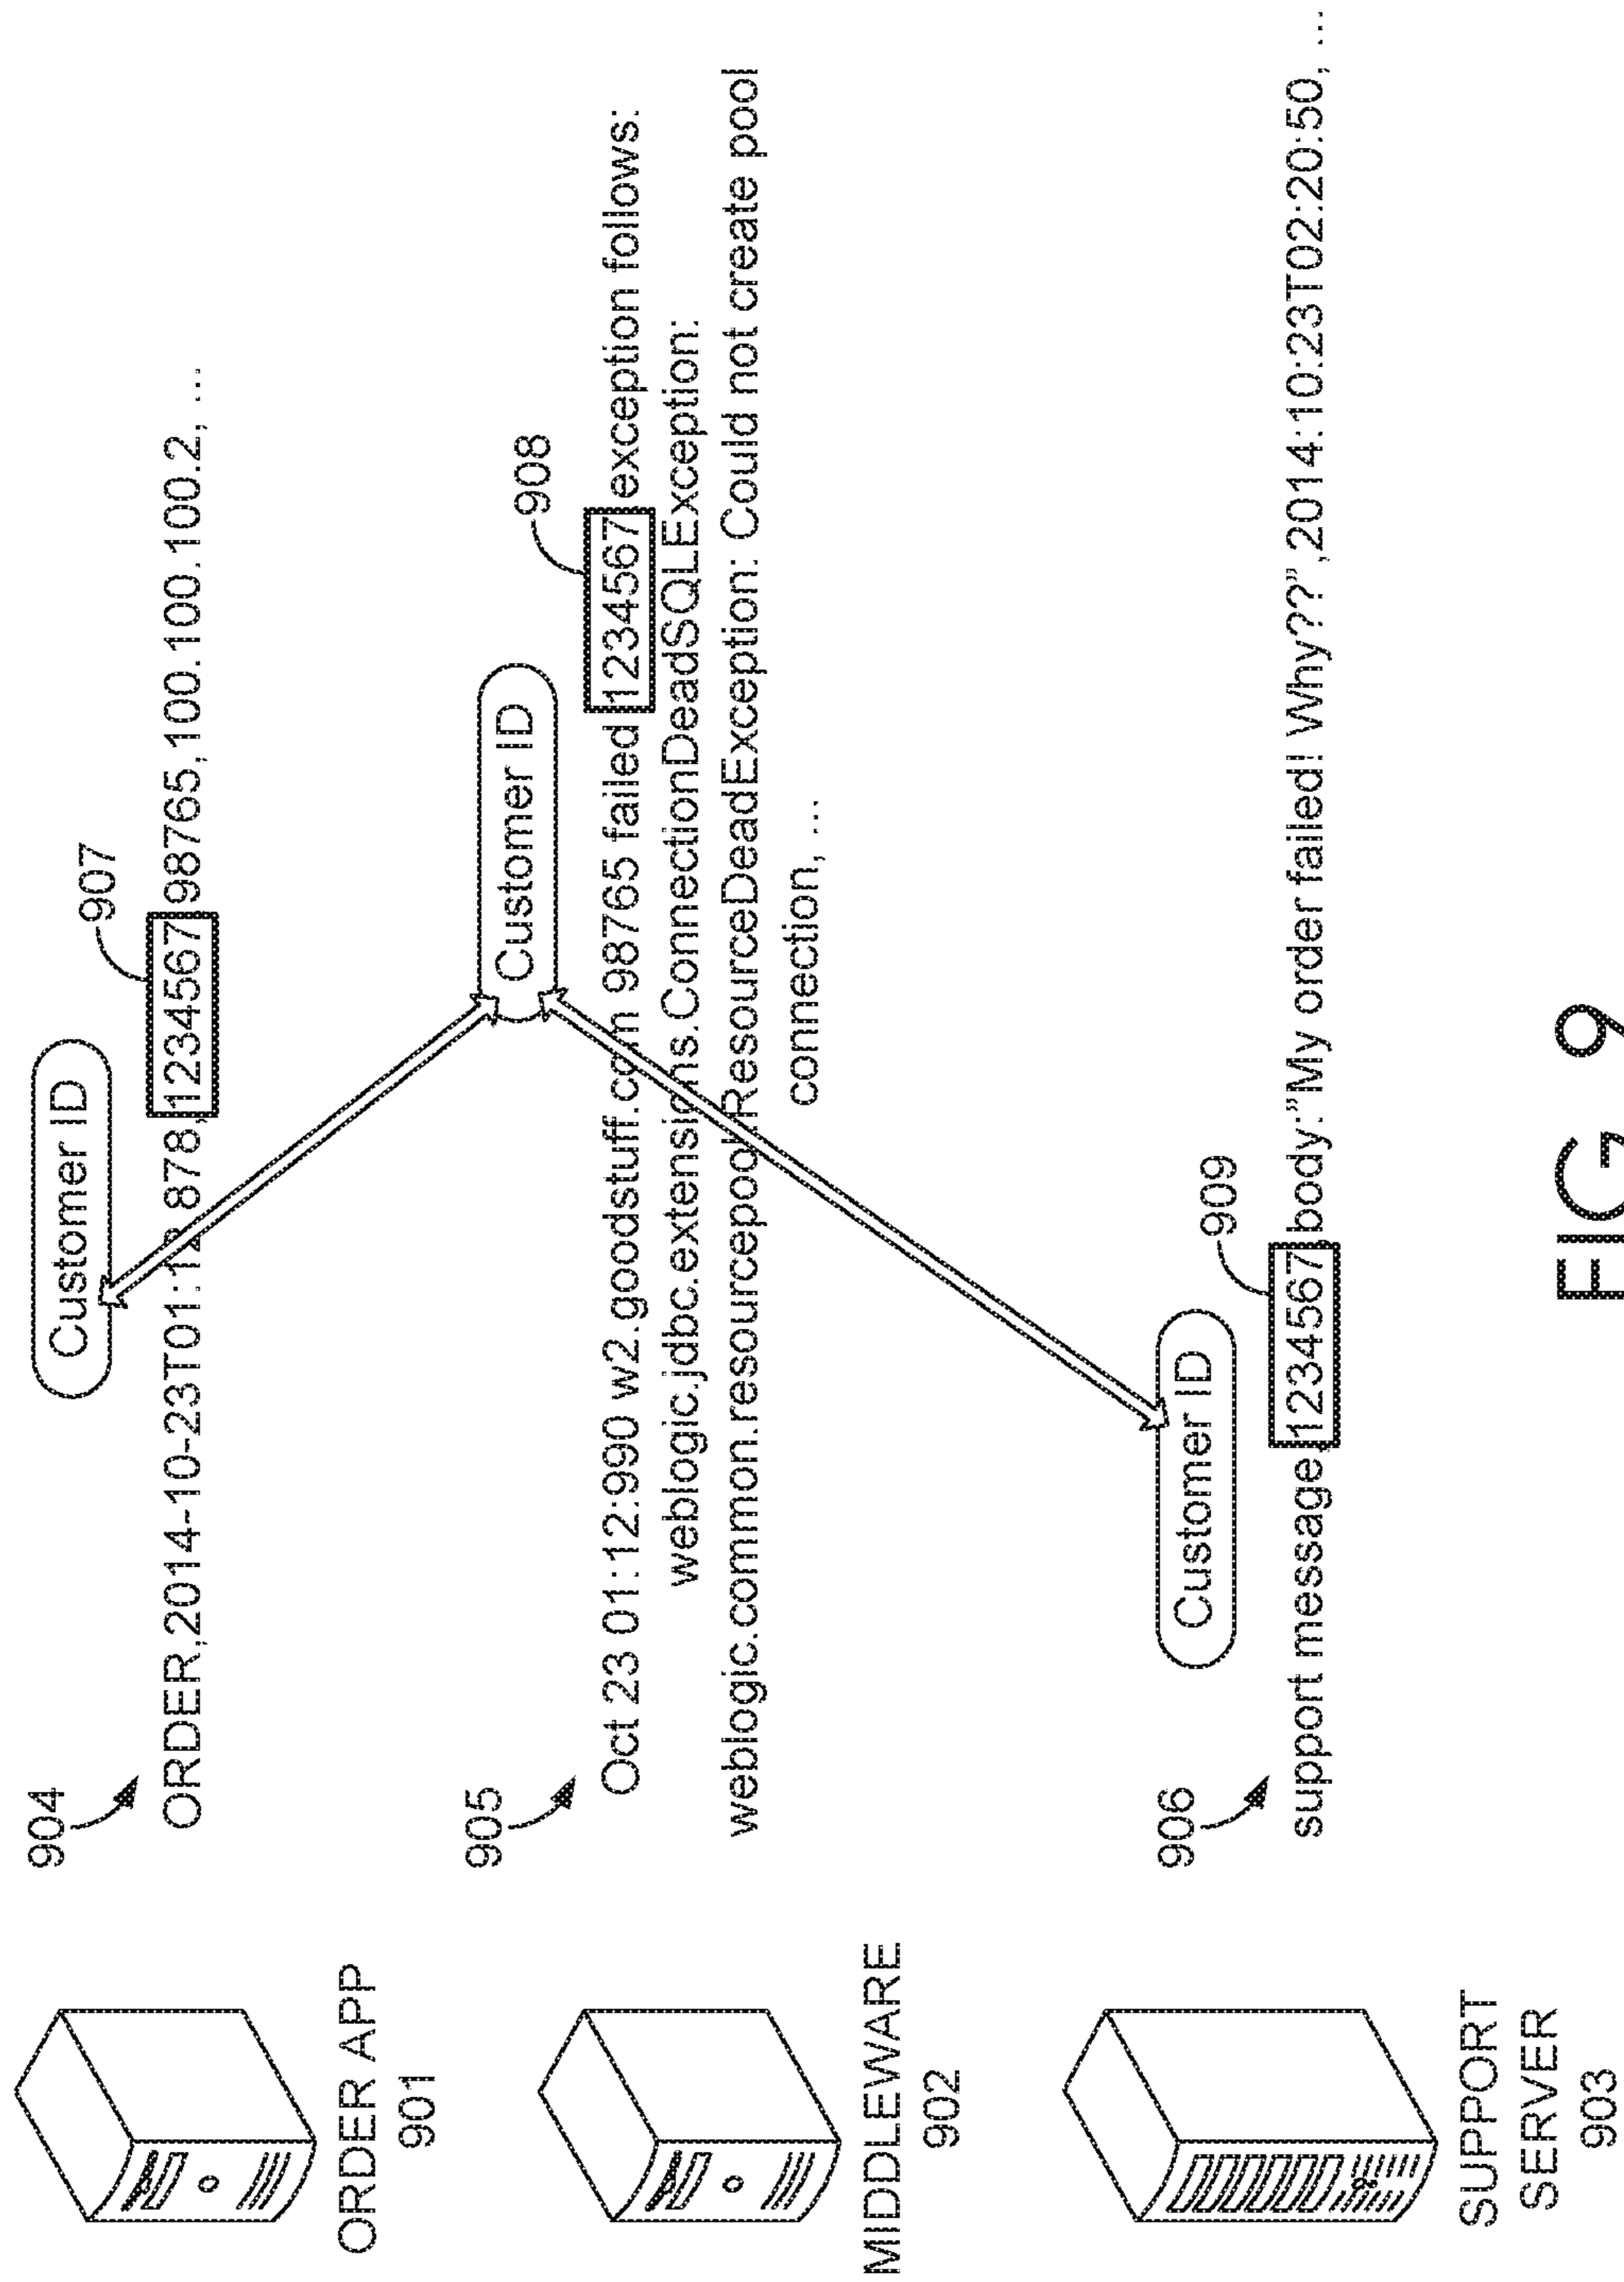 ORDER APP
901
904
Customer ID
907
ORDER,2014-10-23T01:12 878,1234567,98765,100.100.100.2, ...
MIDDLEWARE
902
905
Customer ID
908
Oct 23 01:12:990 w2.goodstuff.com 98765 failed 1234567 exception follows:
weblogic.jdbc.extensions.ConnectionDeadSQLException:
weblogic.common.resourcepool.ResourceDeadException: Could not create pool
connection, ...
SUPPORT
SERVER
903
906
Customer ID
909
support message,1234567,body:"My order failed! Why??",2014:10:23T02:20:50, ...
FIG 9